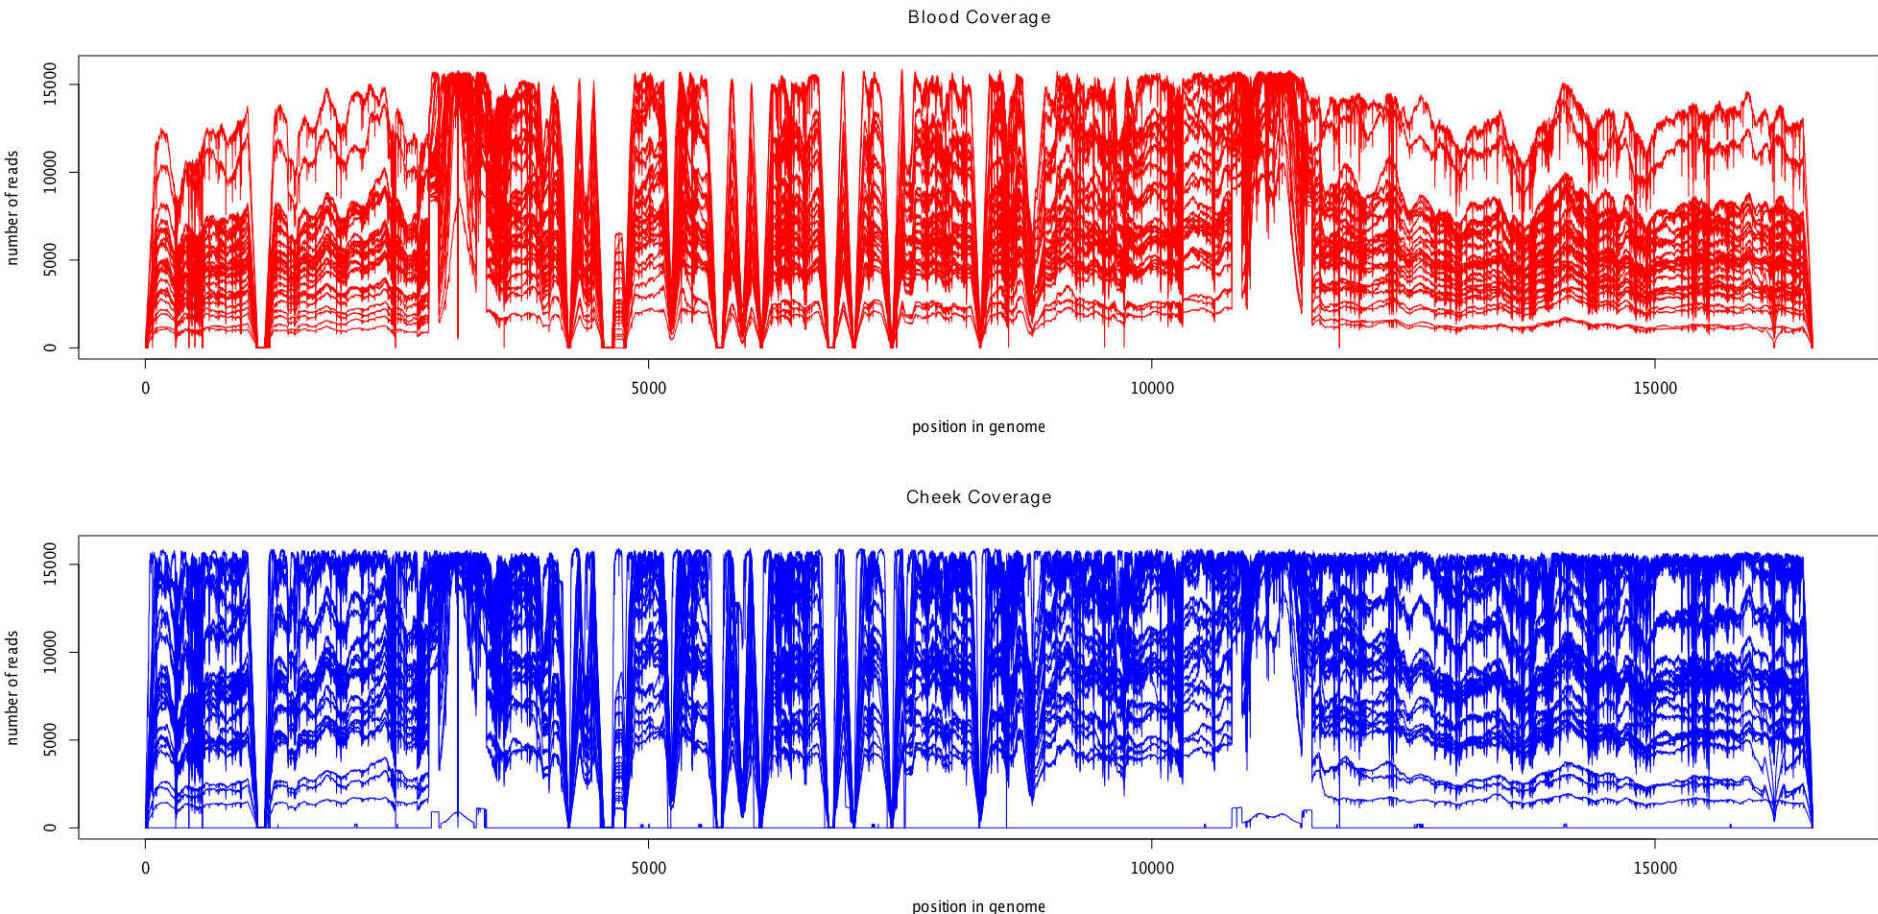 Blood Coverage
number of reads
15000
10000
5000
0
0 5000 10000 15000
position in genome
Cheek Coverage
number of reads
15000
10000
5000
0
0 5000 10000 15000
position in genome